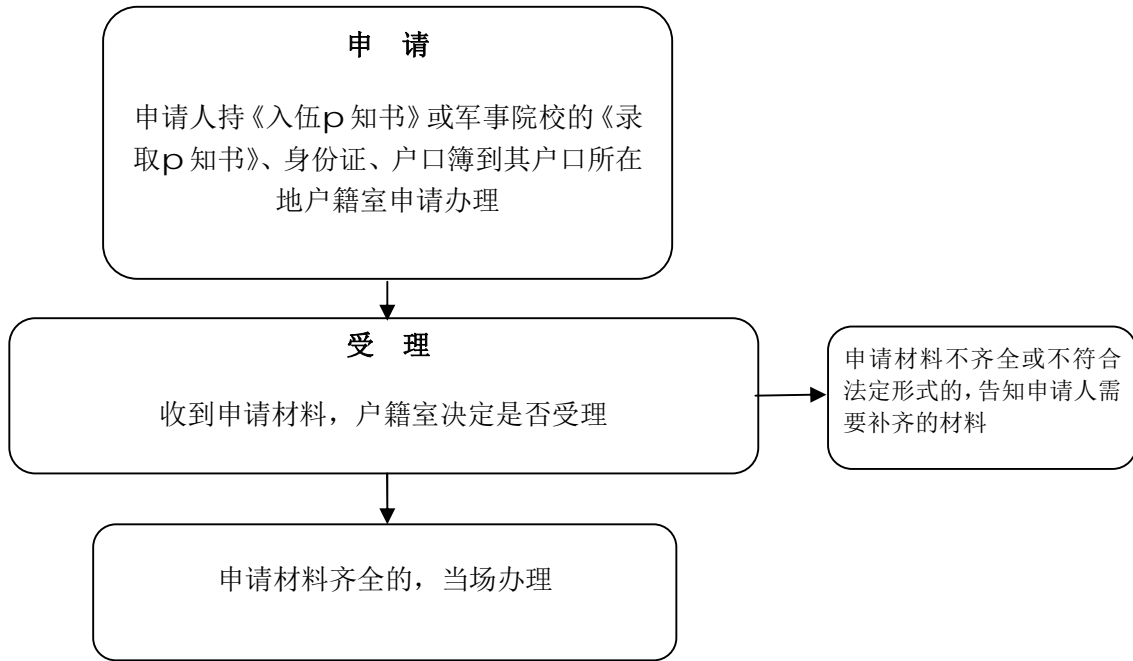 申 请
申请人持《入伍p 知书》或军事院校的《录
取p 知书》、身份证、户口簿到其户口所在
地户籍室申请办理
受 理
收到申请材料，户籍室决定是否受理
申请材料不齐全或不符合
法定形式的，告知申请人需
要补齐的材料
申请材料齐全的，当场办理